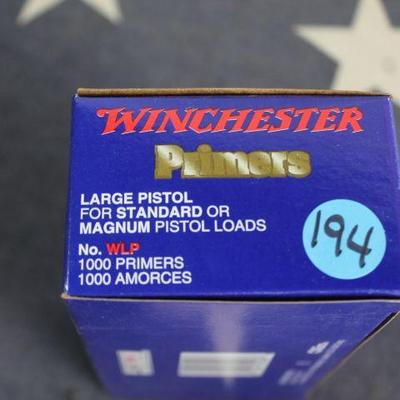 WINCHESTER
Primers
LARGE PISTOL
FOR STANDARD OR
MAGNUM PISTOL LOADS
No. WLP
1000 PRIMERS
1000 AMORCES
194